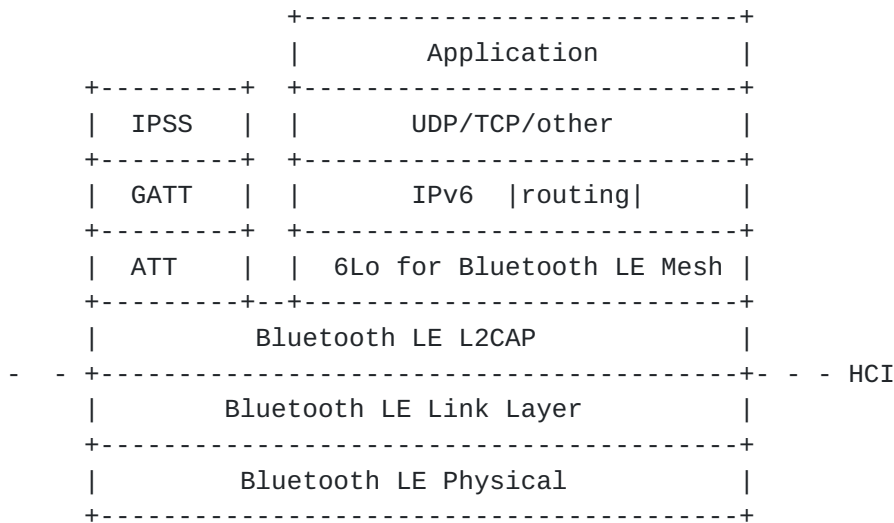 Application
IPSS UDP/TCP/other
GATT IPv6 |routing|
ATT 6Lo for Bluetooth LE Mesh
Bluetooth LE L2CAP
- - - - - HCI
Bluetooth LE Link Layer
Bluetooth LE Physical